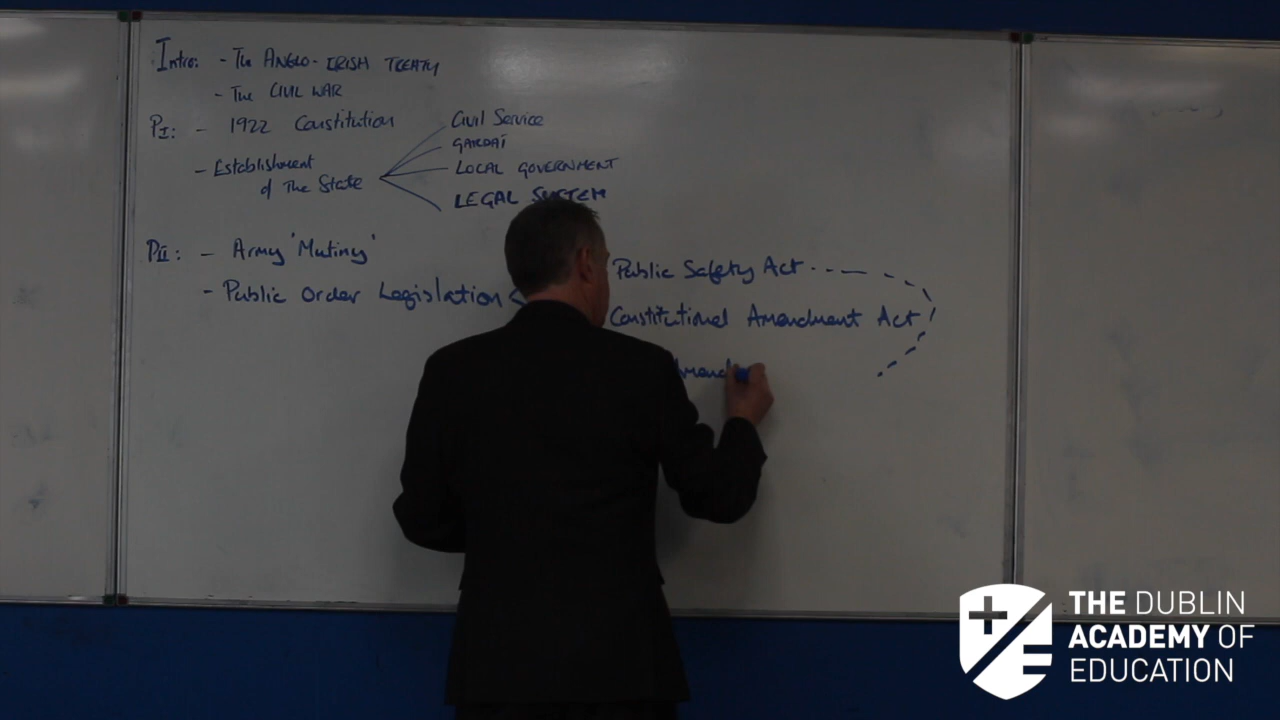 Intro: - The ANGLO-IRISH TREATY
- The CIVIL WAR
PI: - 1922 Constitution
- Establishment of The State
Civil Service
GARDAÍ
LOCAL GOVERNMENT
LEGAL SYSTEM
PII: - Army 'Mutiny'
- Public Order Legislation
Public Safety Act
Constitutional Amendment Act
Amend
THE DUBLIN
ACADEMY OF
EDUCATION